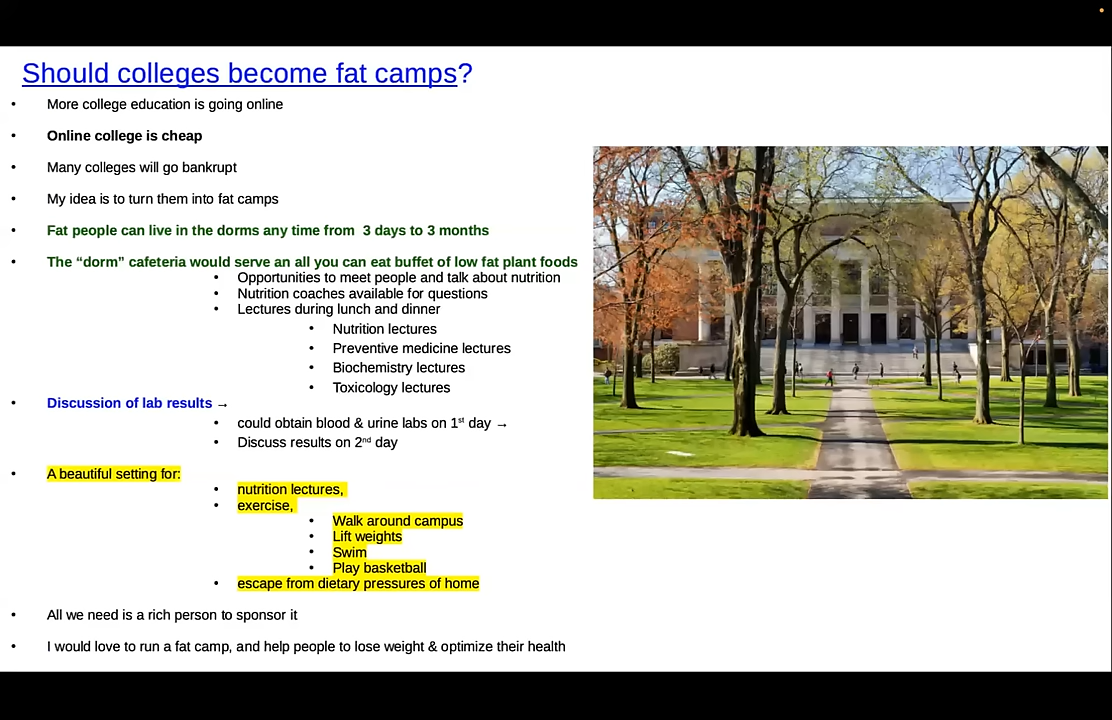 Should colleges become fat camps?
• More college education is going online
• Online college is cheap
• Many colleges will go bankrupt
• My idea is to turn them into fat camps
• Fat people can live in the dorms any time from  3 days to 3 months
• The “dorm” cafeteria would serve an all you can eat buffet of low fat plant foods
• Opportunities to meet people and talk about nutrition
• Nutrition coaches available for questions
• Lectures during lunch and dinner
• Nutrition lectures
• Preventive medicine lectures
• Biochemistry lectures
• Toxicology lectures
• Discussion of lab results →
• could obtain blood & urine labs on 1st day →
• Discuss results on 2nd day
• A beautiful setting for:
• nutrition lectures,
• exercise,
• Walk around campus
• Lift weights
• Swim
• Play basketball
• escape from dietary pressures of home
• All we need is a rich person to sponsor it
• I would love to run a fat camp, and help people to lose weight & optimize their health